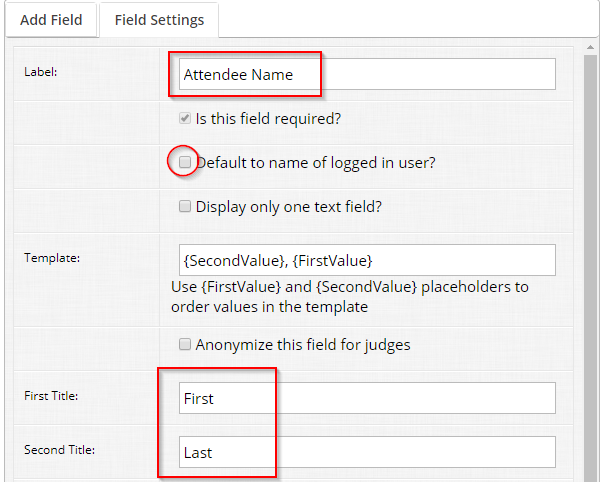 Add Field Field Settings
Label: Attendee Name
Is this field required?
Default to name of logged in user?
Display only one text field?
Template: {SecondValue}, {FirstValue}
Use {FirstValue} and {SecondValue} placeholders to
order values in the template
Anonymize this field for judges
First Title: First
Second Title: Last